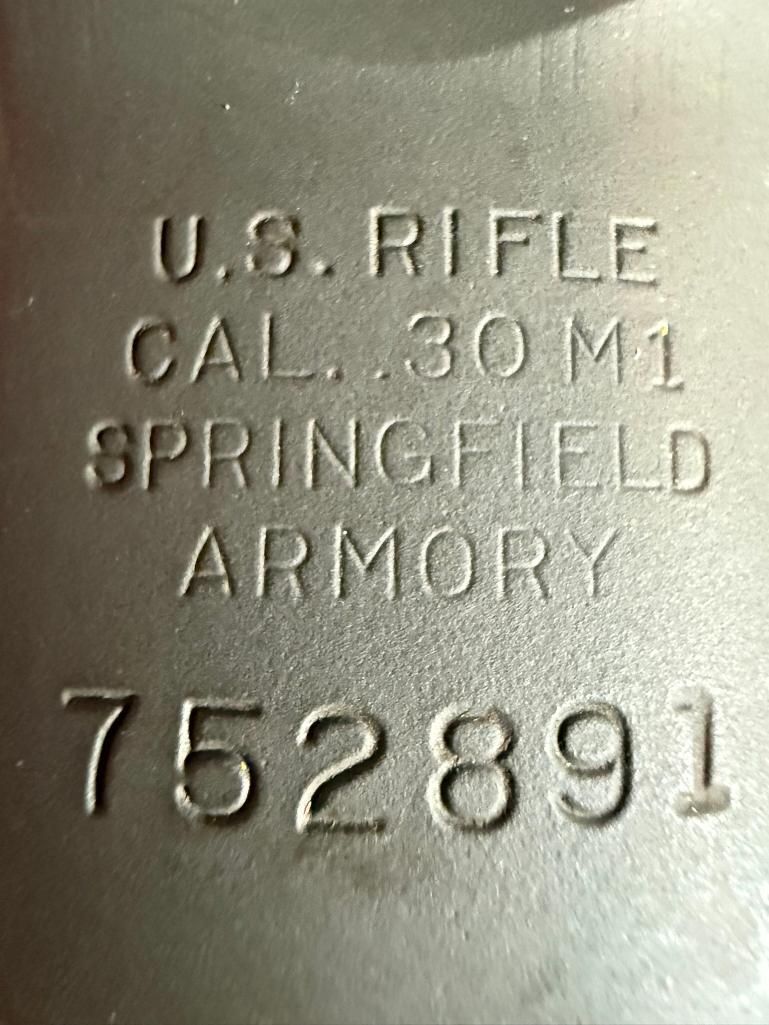 U.S. RIFLE
CAL. .30 M1
SPRINGFIELD
ARMORY
752891